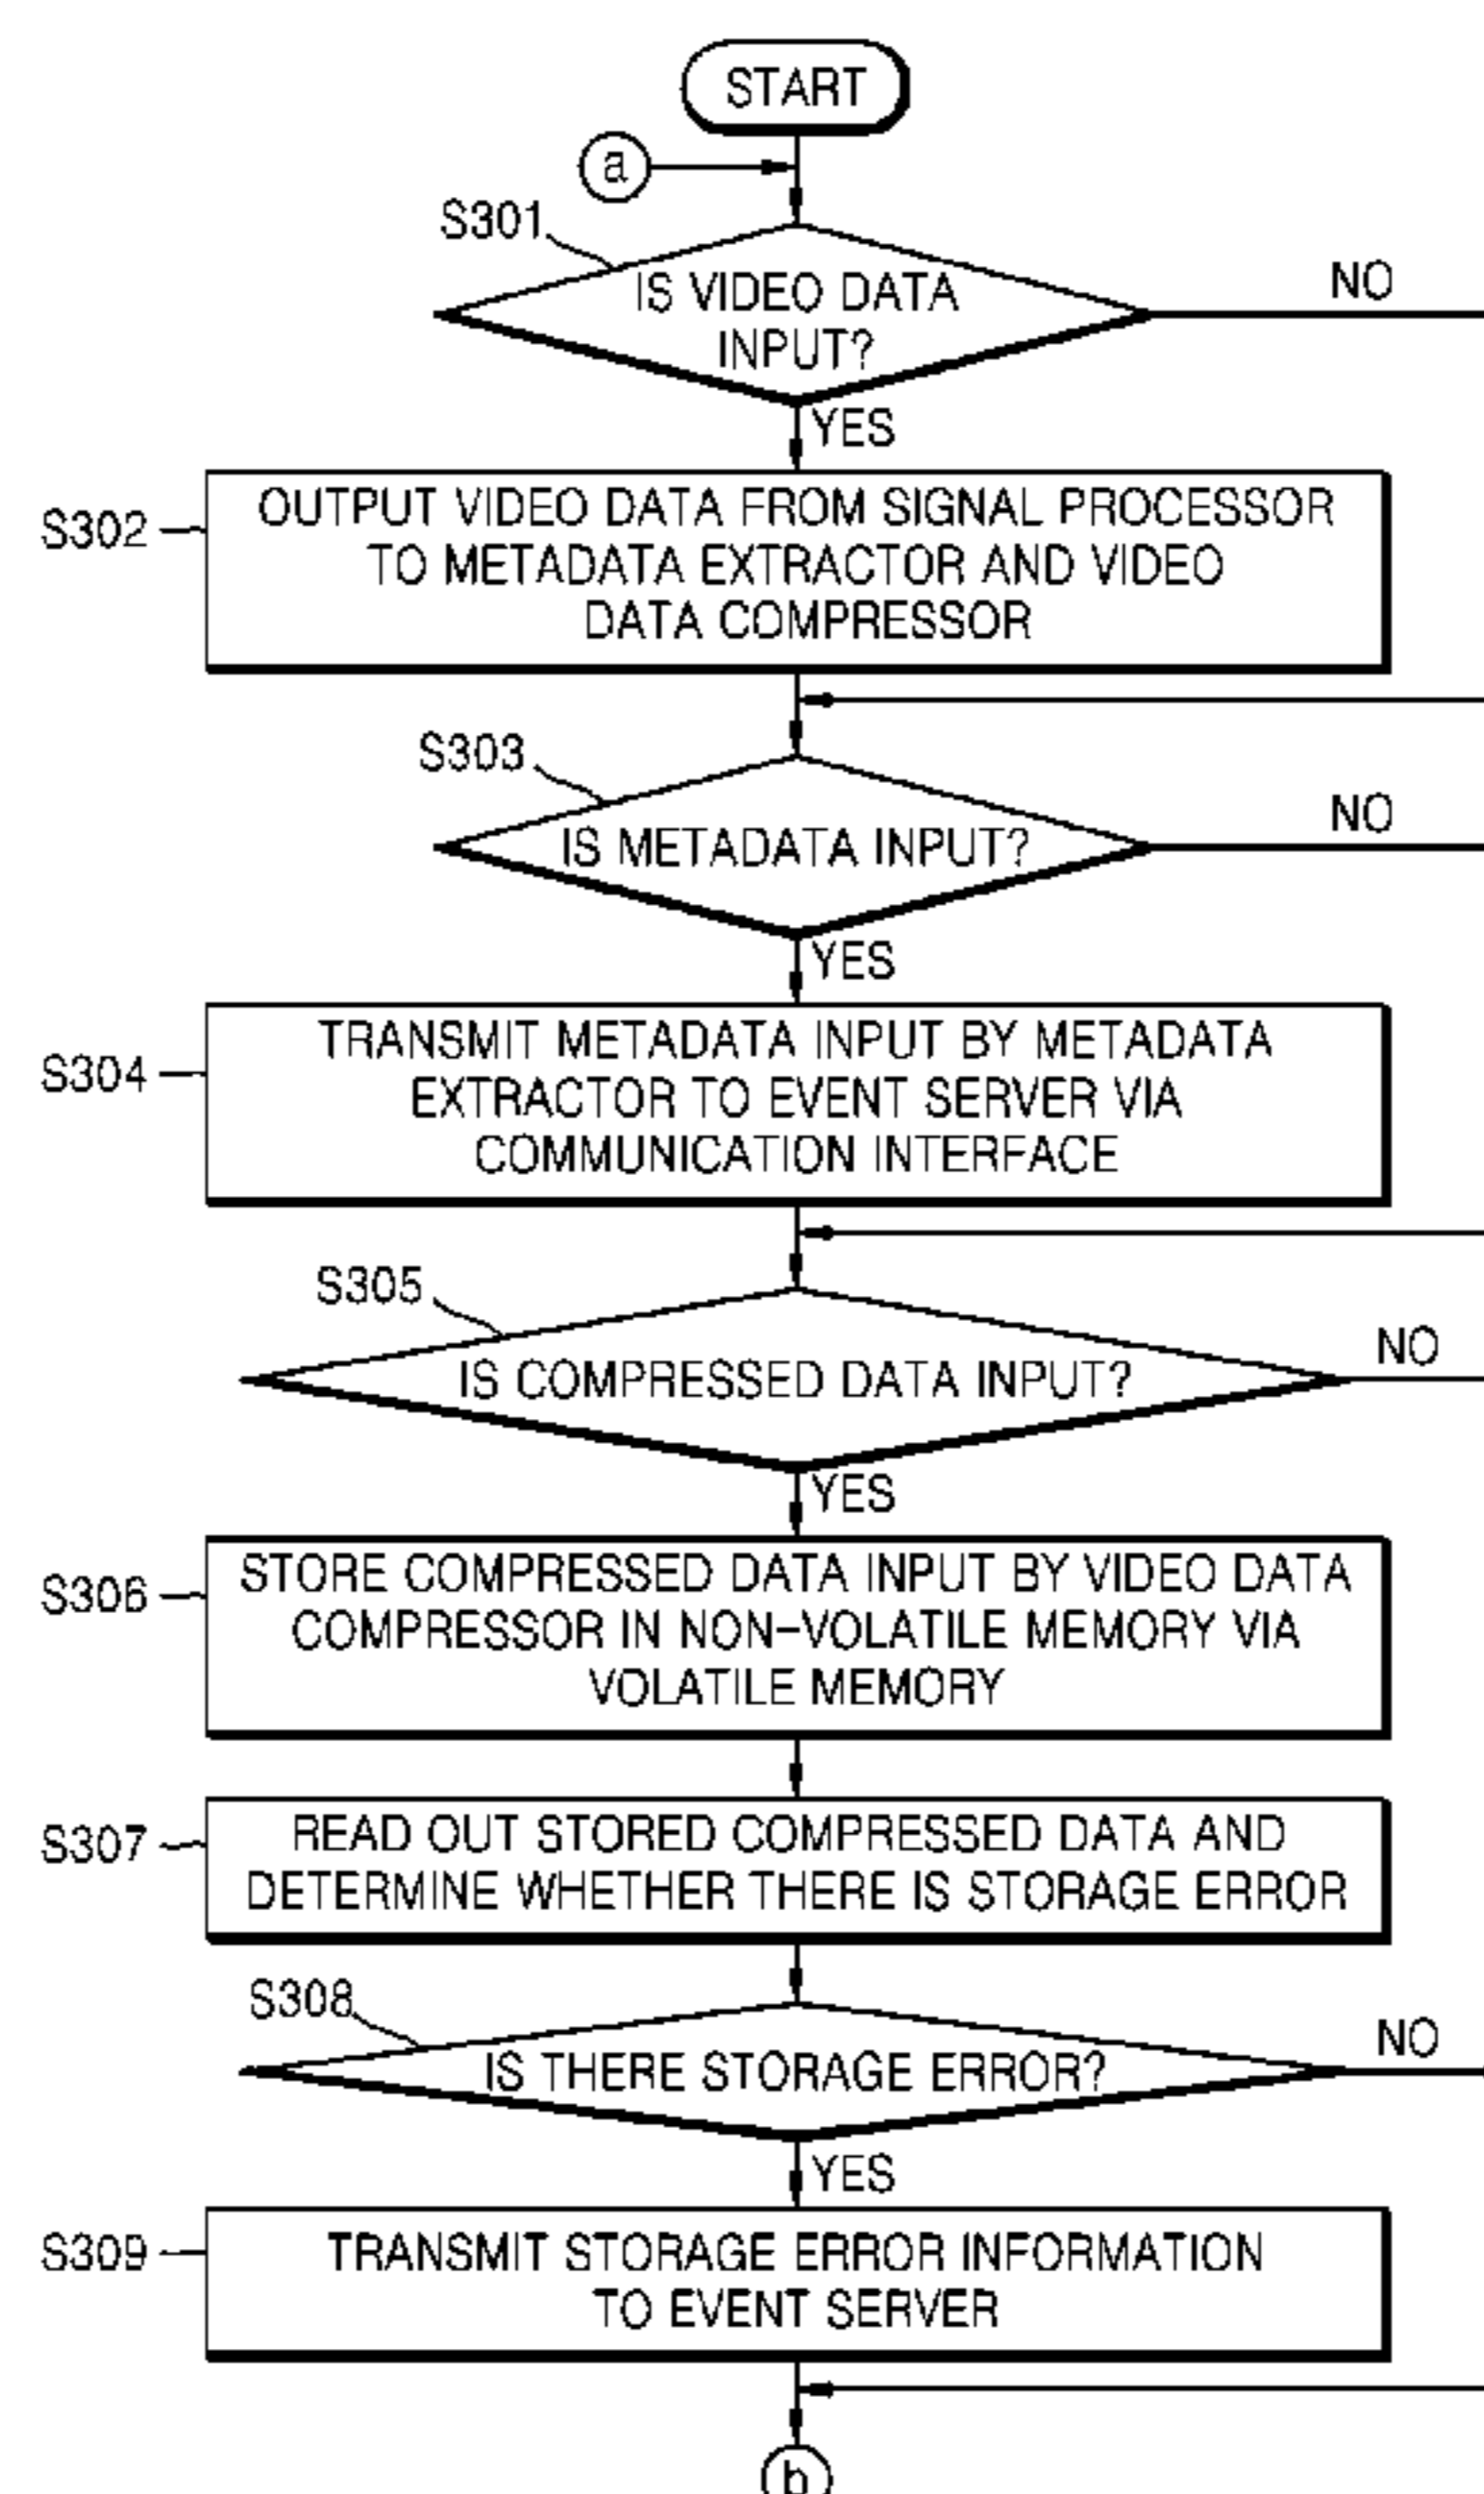 START
a
S301
IS VIDEO DATA
INPUT?
NO
YES
S302
OUTPUT VIDEO DATA FROM SIGNAL PROCESSOR
TO METADATA EXTRACTOR AND VIDEO
DATA COMPRESSOR
S303
IS METADATA INPUT?
NO
YES
S304
TRANSMIT METADATA INPUT BY METADATA
EXTRACTOR TO EVENT SERVER VIA
COMMUNICATION INTERFACE
S305
IS COMPRESSED DATA INPUT?
NO
YES
S306
STORE COMPRESSED DATA INPUT BY VIDEO DATA
COMPRESSOR IN NON-VOLATILE MEMORY VIA
VOLATILE MEMORY
S307
READ OUT STORED COMPRESSED DATA AND
DETERMINE WHETHER THERE IS STORAGE ERROR
S308
IS THERE STORAGE ERROR?
NO
YES
S309
TRANSMIT STORAGE ERROR INFORMATION
TO EVENT SERVER
b